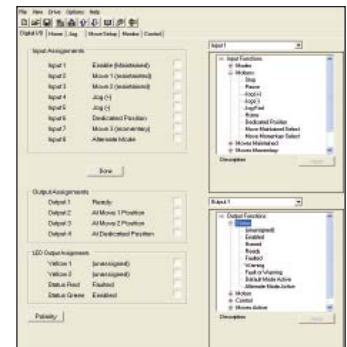 File View Drive Options Help
Digital I/O Home Jog Move Setup Monitor Control
Input Assignments
Input 1 Enable (Maintained)
Input 2 Move 1 (maintained)
Input 3 Move 2 (maintained)
Input 4 Jog (-)
Input 5 Jog
Input 6 Dedicated Position
Input 7 Move 3 (momentary)
Input 8 Alternate Mode
Save
Output Assignments
Output 1 Ready
Output 2 At Move 1 Position
Output 3 At Move 2 Position
Output 4 At Dedicated Position
LED Output Assignments
Yellow 1 (unassigned)
Yellow 2 (unassigned)
Status Red Faulted
Status Green Enabled
Polarity
Input 1
Input Functions
Modes
Motions
Stop
Pause
Jog(+)
Jog(-)
Jog Fast
Home
Dedicated Position
Move Maintained Select
Move Momentary Select
Moves Maintained
Moves Momentary
Description
Output 1
Output Functions
(unassigned)
Enabled
Ready
Faulted
Warning
Fault or Warning
Default Mode Active
Alternate Mode Active
Motion
Control
Moves Active
Description